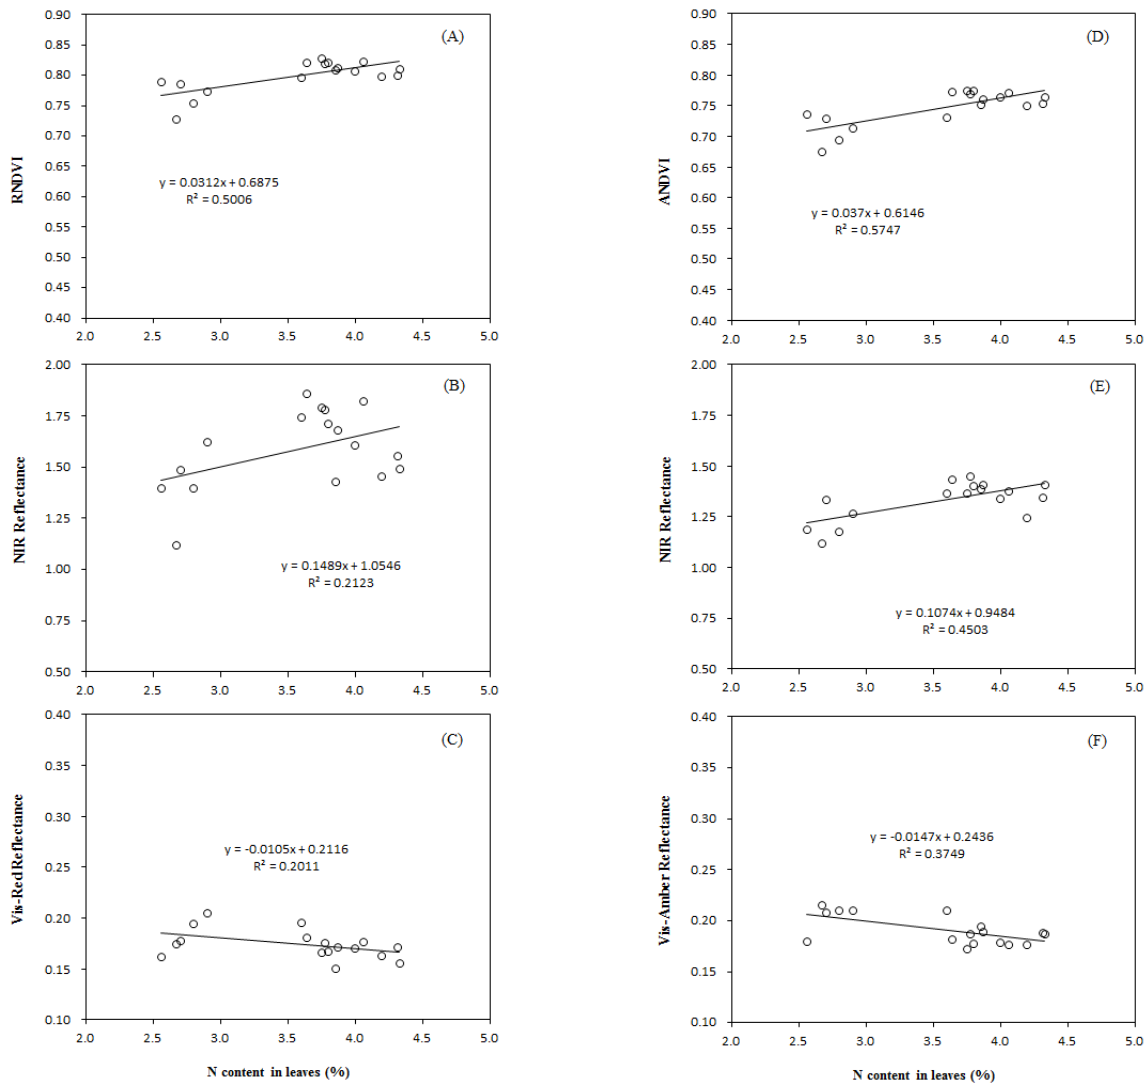 (A)
RNDVI
0.90
0.85
0.80
0.75
0.70
0.65
0.60
0.55
0.50
0.45
0.40
y = 0.0312x + 0.6875
R² = 0.5006
2.0 2.5 3.0 3.5 4.0 4.5 5.0
(D)
ANDVI
0.90
0.85
0.80
0.75
0.70
0.65
0.60
0.55
0.50
0.45
0.40
y = 0.037x + 0.6146
R² = 0.5747
2.0 2.5 3.0 3.5 4.0 4.5 5.0
(B)
NIR Reflectance
2.00
1.75
1.50
1.25
1.00
0.75
0.50
y = 0.1489x + 1.0546
R² = 0.2123
2.0 2.5 3.0 3.5 4.0 4.5 5.0
(E)
NIR Reflectance
2.00
1.75
1.50
1.25
1.00
0.75
0.50
y = 0.1074x + 0.9484
R² = 0.4503
2.0 2.5 3.0 3.5 4.0 4.5 5.0
(C)
Vis-Red Reflectance
0.40
0.35
0.30
0.25
0.20
0.15
0.10
y = -0.0105x + 0.2116
R² = 0.2011
2.0 2.5 3.0 3.5 4.0 4.5 5.0
N content in leaves (%)
(F)
Vis-Amber Reflectance
0.40
0.35
0.30
0.25
0.20
0.15
0.10
y = -0.0147x + 0.2436
R² = 0.3749
2.0 2.5 3.0 3.5 4.0 4.5 5.0
N content in leaves (%)